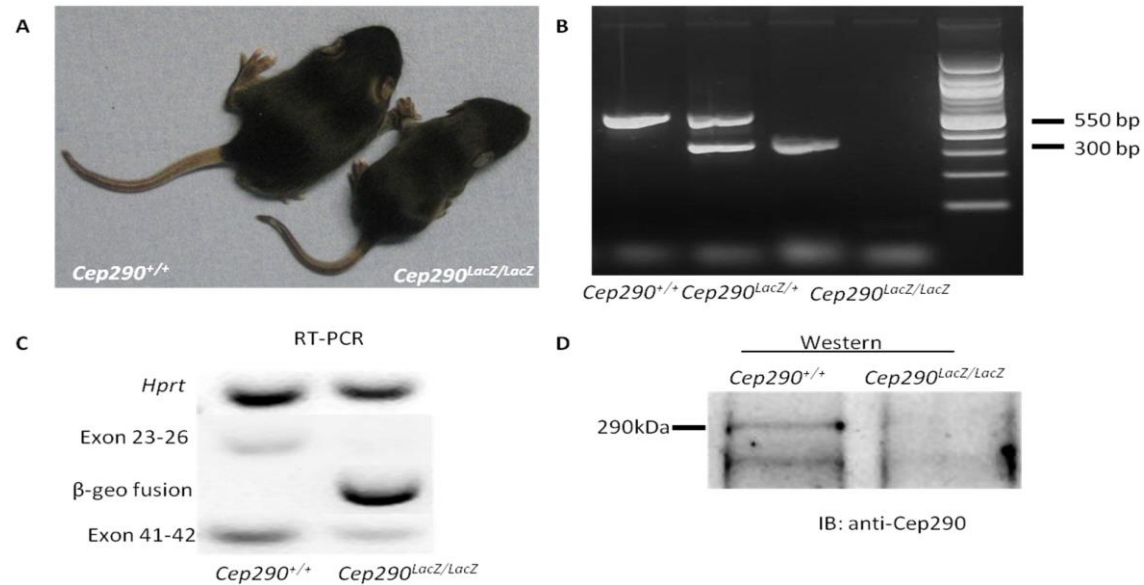 A
Cep290+/+
Cep290LacZ/LacZ
B
550 bp
300 bp
Cep290+/+ Cep290LacZ/+ Cep290LacZ/LacZ
C
RT-PCR
Hprt
Exon 23-26
β-geo fusion
Exon 41-42
Cep290+/+ Cep290LacZ/LacZ
D
Western
Cep290+/+ Cep290LacZ/LacZ
290kDa
IB: anti-Cep290